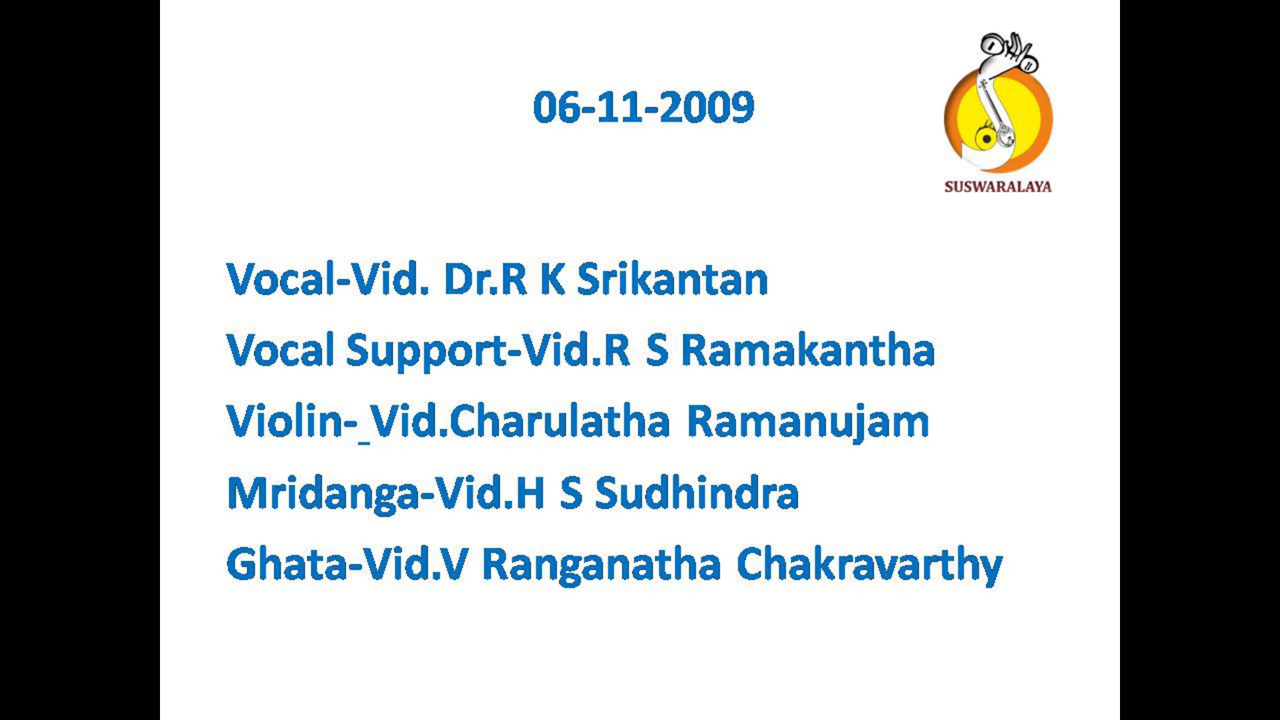 06-11-2009
SUSWARALAYA
Vocal-Vid. Dr.R K Srikantan
Vocal Support-Vid.R S Ramakantha
Violin-_Vid.Charulatha Ramanujam
Mridanga-Vid.H S Sudhindra
Ghata-Vid.V Ranganatha Chakravarthy